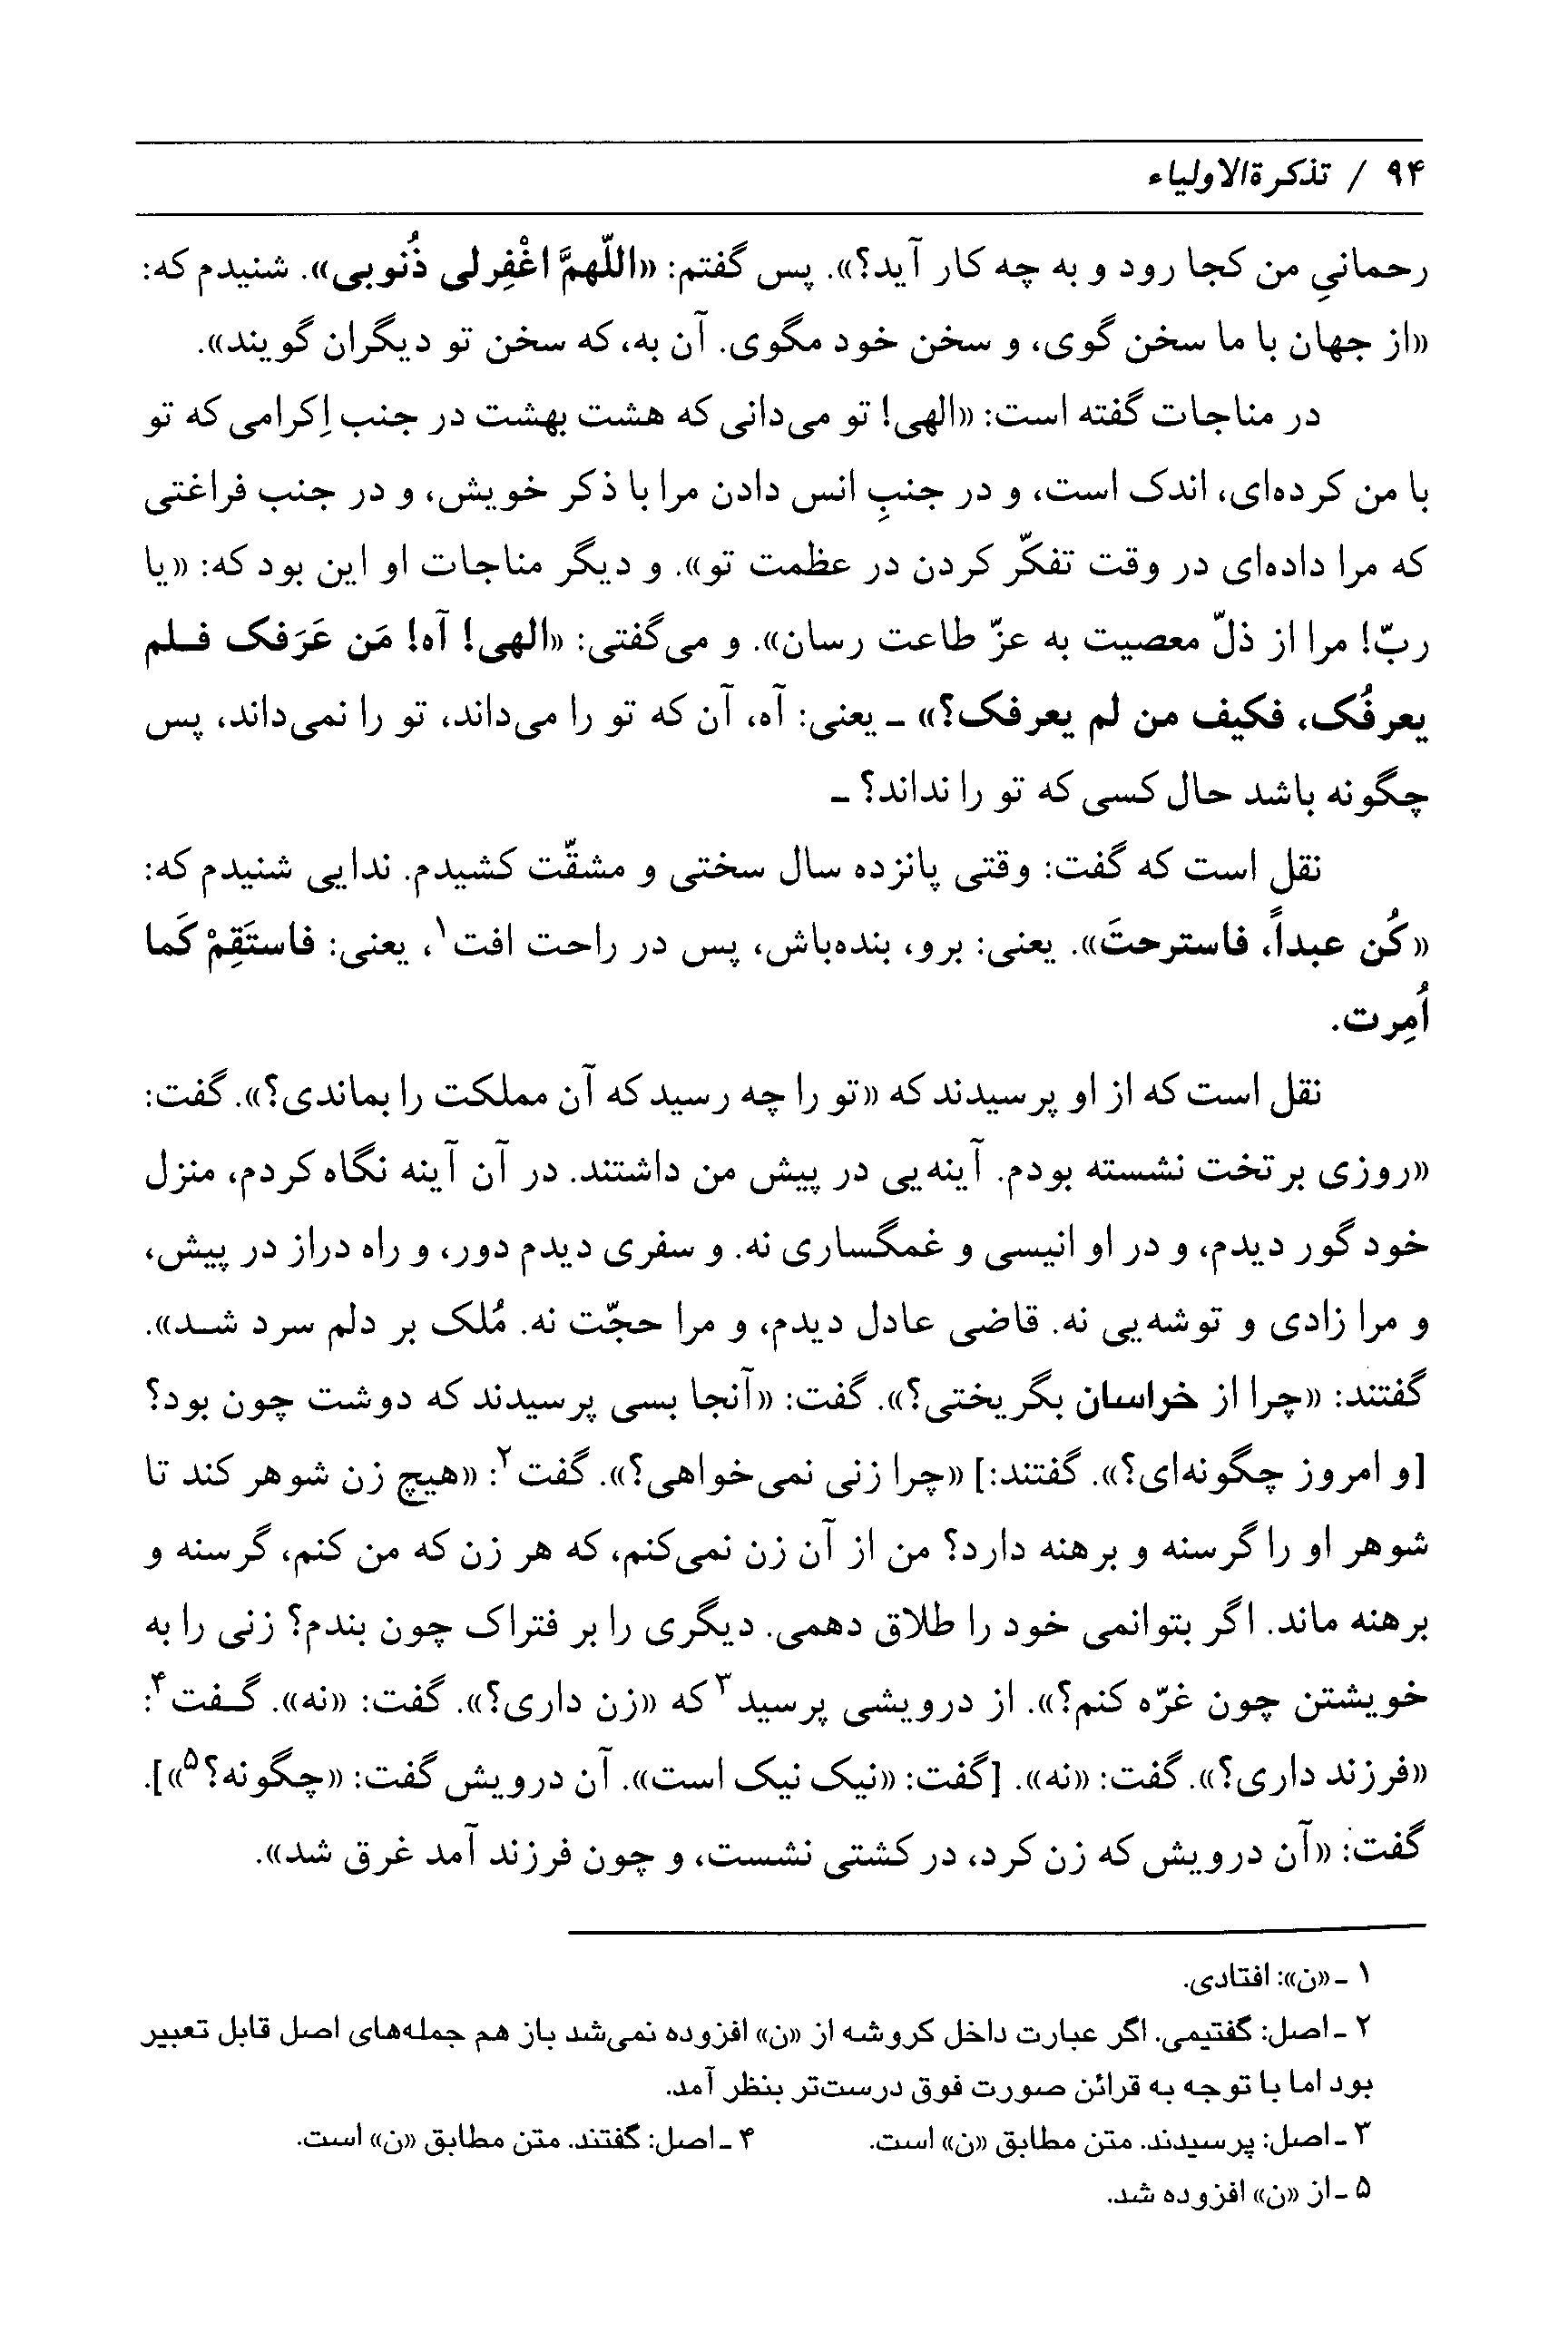 ۹۴ / تذکرةالاولیاء
رحمانیِ من کجا رود و به چه کار آید؟». پس گفتم: «اللّهمَّ اغْفِرلی ذُنوبی». شنیدم که:
«از جهان با ما سخن گوی، و سخن خود مگوی. آن به، که سخن تو دیگران گویند».
در مناجات گفته است: «الهی! تو می‌دانی که هشت بهشت در جنب اِکرامی که تو
با من کرده‌ای، اندک است، و در جنبِ انس دادن مرا با ذکر خویش، و در جنب فراغتی
که مرا داده‌ای در وقت تفکّر کردن در عظمت تو». و دیگر مناجات او این بود که: «یا
ربّ! مرا از ذلّ معصیت به عزّ طاعت رسان». و می‌گفتی: «الهی! آه! مَن عَرَفک فلم
یعرفُک، فکیف من لم یعرفک؟» ـ یعنی: آه، آن که تو را می‌داند، تو را نمی‌داند، پس
چگونه باشد حال کسی که تو را نداند؟ ـ
نقل است که گفت: وقتی پانزده سال سختی و مشقّت کشیدم. ندایی شنیدم که:
«کُن عبداً، فاسترحتَ». یعنی: برو، بنده‌باش، پس در راحت افت۱، یعنی: فاستَقِمْ کَما
اُمِرت.
نقل است که از او پرسیدند که «تو را چه رسید که آن مملکت را بماندی؟». گفت:
«روزی بر تخت نشسته بودم. آینه‌یی در پیش من داشتند. در آن آینه نگاه کردم، منزل
خود گور دیدم، و در او انیسی و غمگساری نه. و سفری دیدم دور، و راه دراز در پیش،
و مرا زادی و توشه‌یی نه. قاضی عادل دیدم، و مرا حجّت نه. مُلک بر دلم سرد شد».
گفتند: «چرا از خراسان بگریختی؟». گفت: «آنجا بسی پرسیدند که دوشت چون بود؟
[و امروز چگونه‌ای؟». گفتند:] «چرا زنی نمی‌خواهی؟». گفت۲: «هیچ زن شوهر کند تا
شوهر او را گرسنه و برهنه دارد؟ من از آن زن نمی‌کنم، که هر زن که من کنم، گرسنه و
برهنه ماند. اگر بتوانمی خود را طلاق دهمی. دیگری را بر فتراک چون بندم؟ زنی را به
خویشتن چون غرّه کنم؟». از درویشی پرسید۳ که «زن داری؟». گفت: «نه». گفت۴:
«فرزند داری؟». گفت: «نه». [گفت: «نیک نیک است». آن درویش گفت: «چگونه؟۵»].
گفت: «آن درویش که زن کرد، در کشتی نشست، و چون فرزند آمد غرق شد».
۱ ـ «ن»: افتادی.
۲ ـ اصل: گفتیمی. اگر عبارت داخل کروشه از «ن» افزوده نمی‌شد باز هم جمله‌های اصل قابل تعبیر
بود اما با توجه به قرائن صورت فوق درست‌تر بنظر آمد.
۳ ـ اصل: پرسیدند. متن مطابق «ن» است. ۴ ـ اصل: گفتند. متن مطابق «ن» است.
۵ ـ از «ن» افزوده شد.